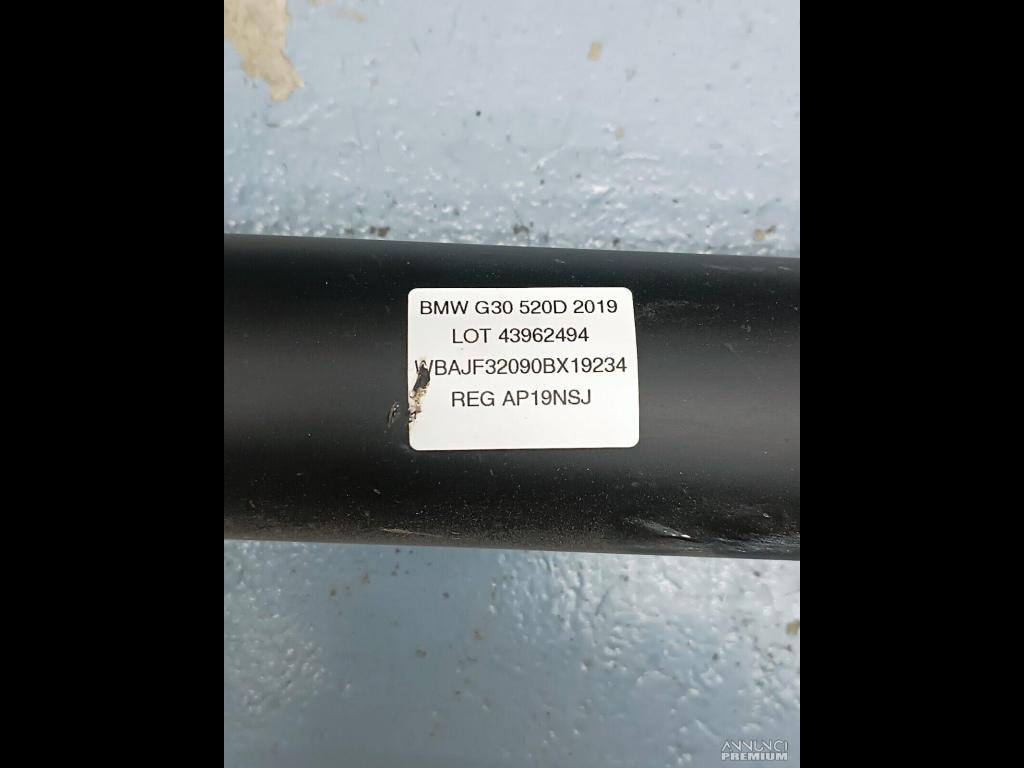 BMW G30 520D 2019
LOT 43962494
WBAJF32090BX19234
REG AP19NSJ
ANNUNCI
PREMIUM